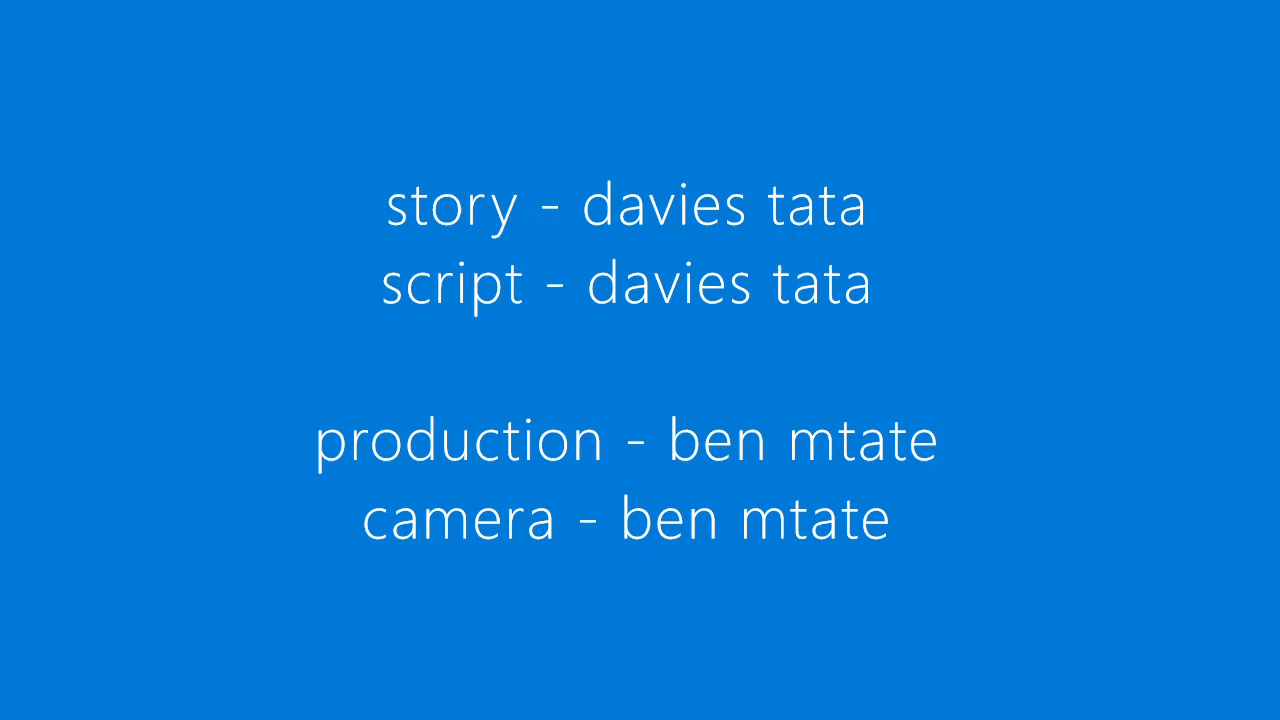 story - davies tata
script - davies tata
production - ben mtate
camera - ben mtate